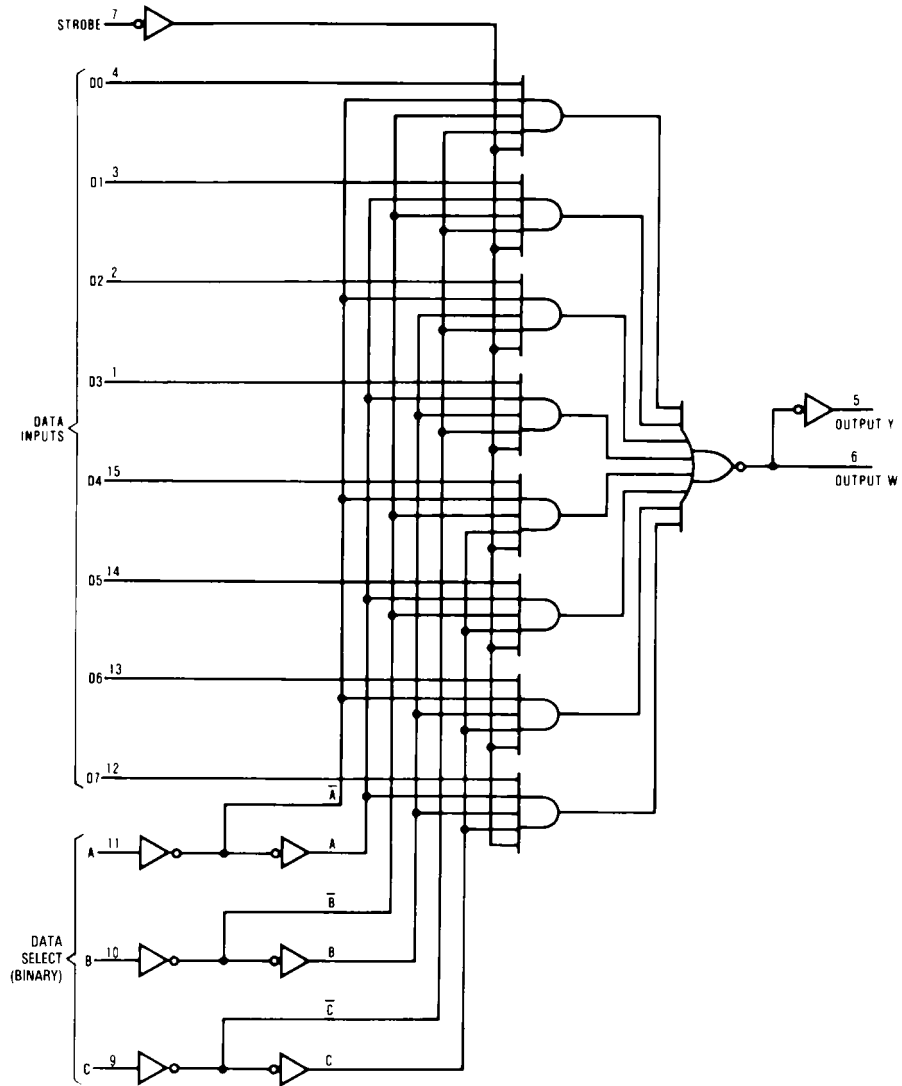 STROBE 7
D0 4
D1 3
D2 2
D3 1
DATA
INPUTS
D4 15
D5 14
D6 13
D7 12
5
OUTPUT Y
6
OUTPUT W
A̅
A 11
A
B̅
DATA
SELECT
(BINARY)
B 10
B
C̅
C 9
C